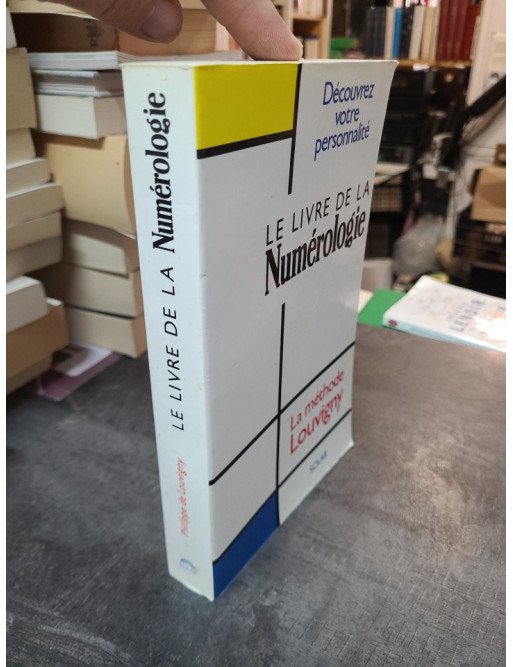 LE LIVRE DE LA Numérologie
Philippe de Louvigny
Découvrez
votre
personnalité
LE LIVRE DE LA
Numérologie
La méthode
Louvigny
SOLAR